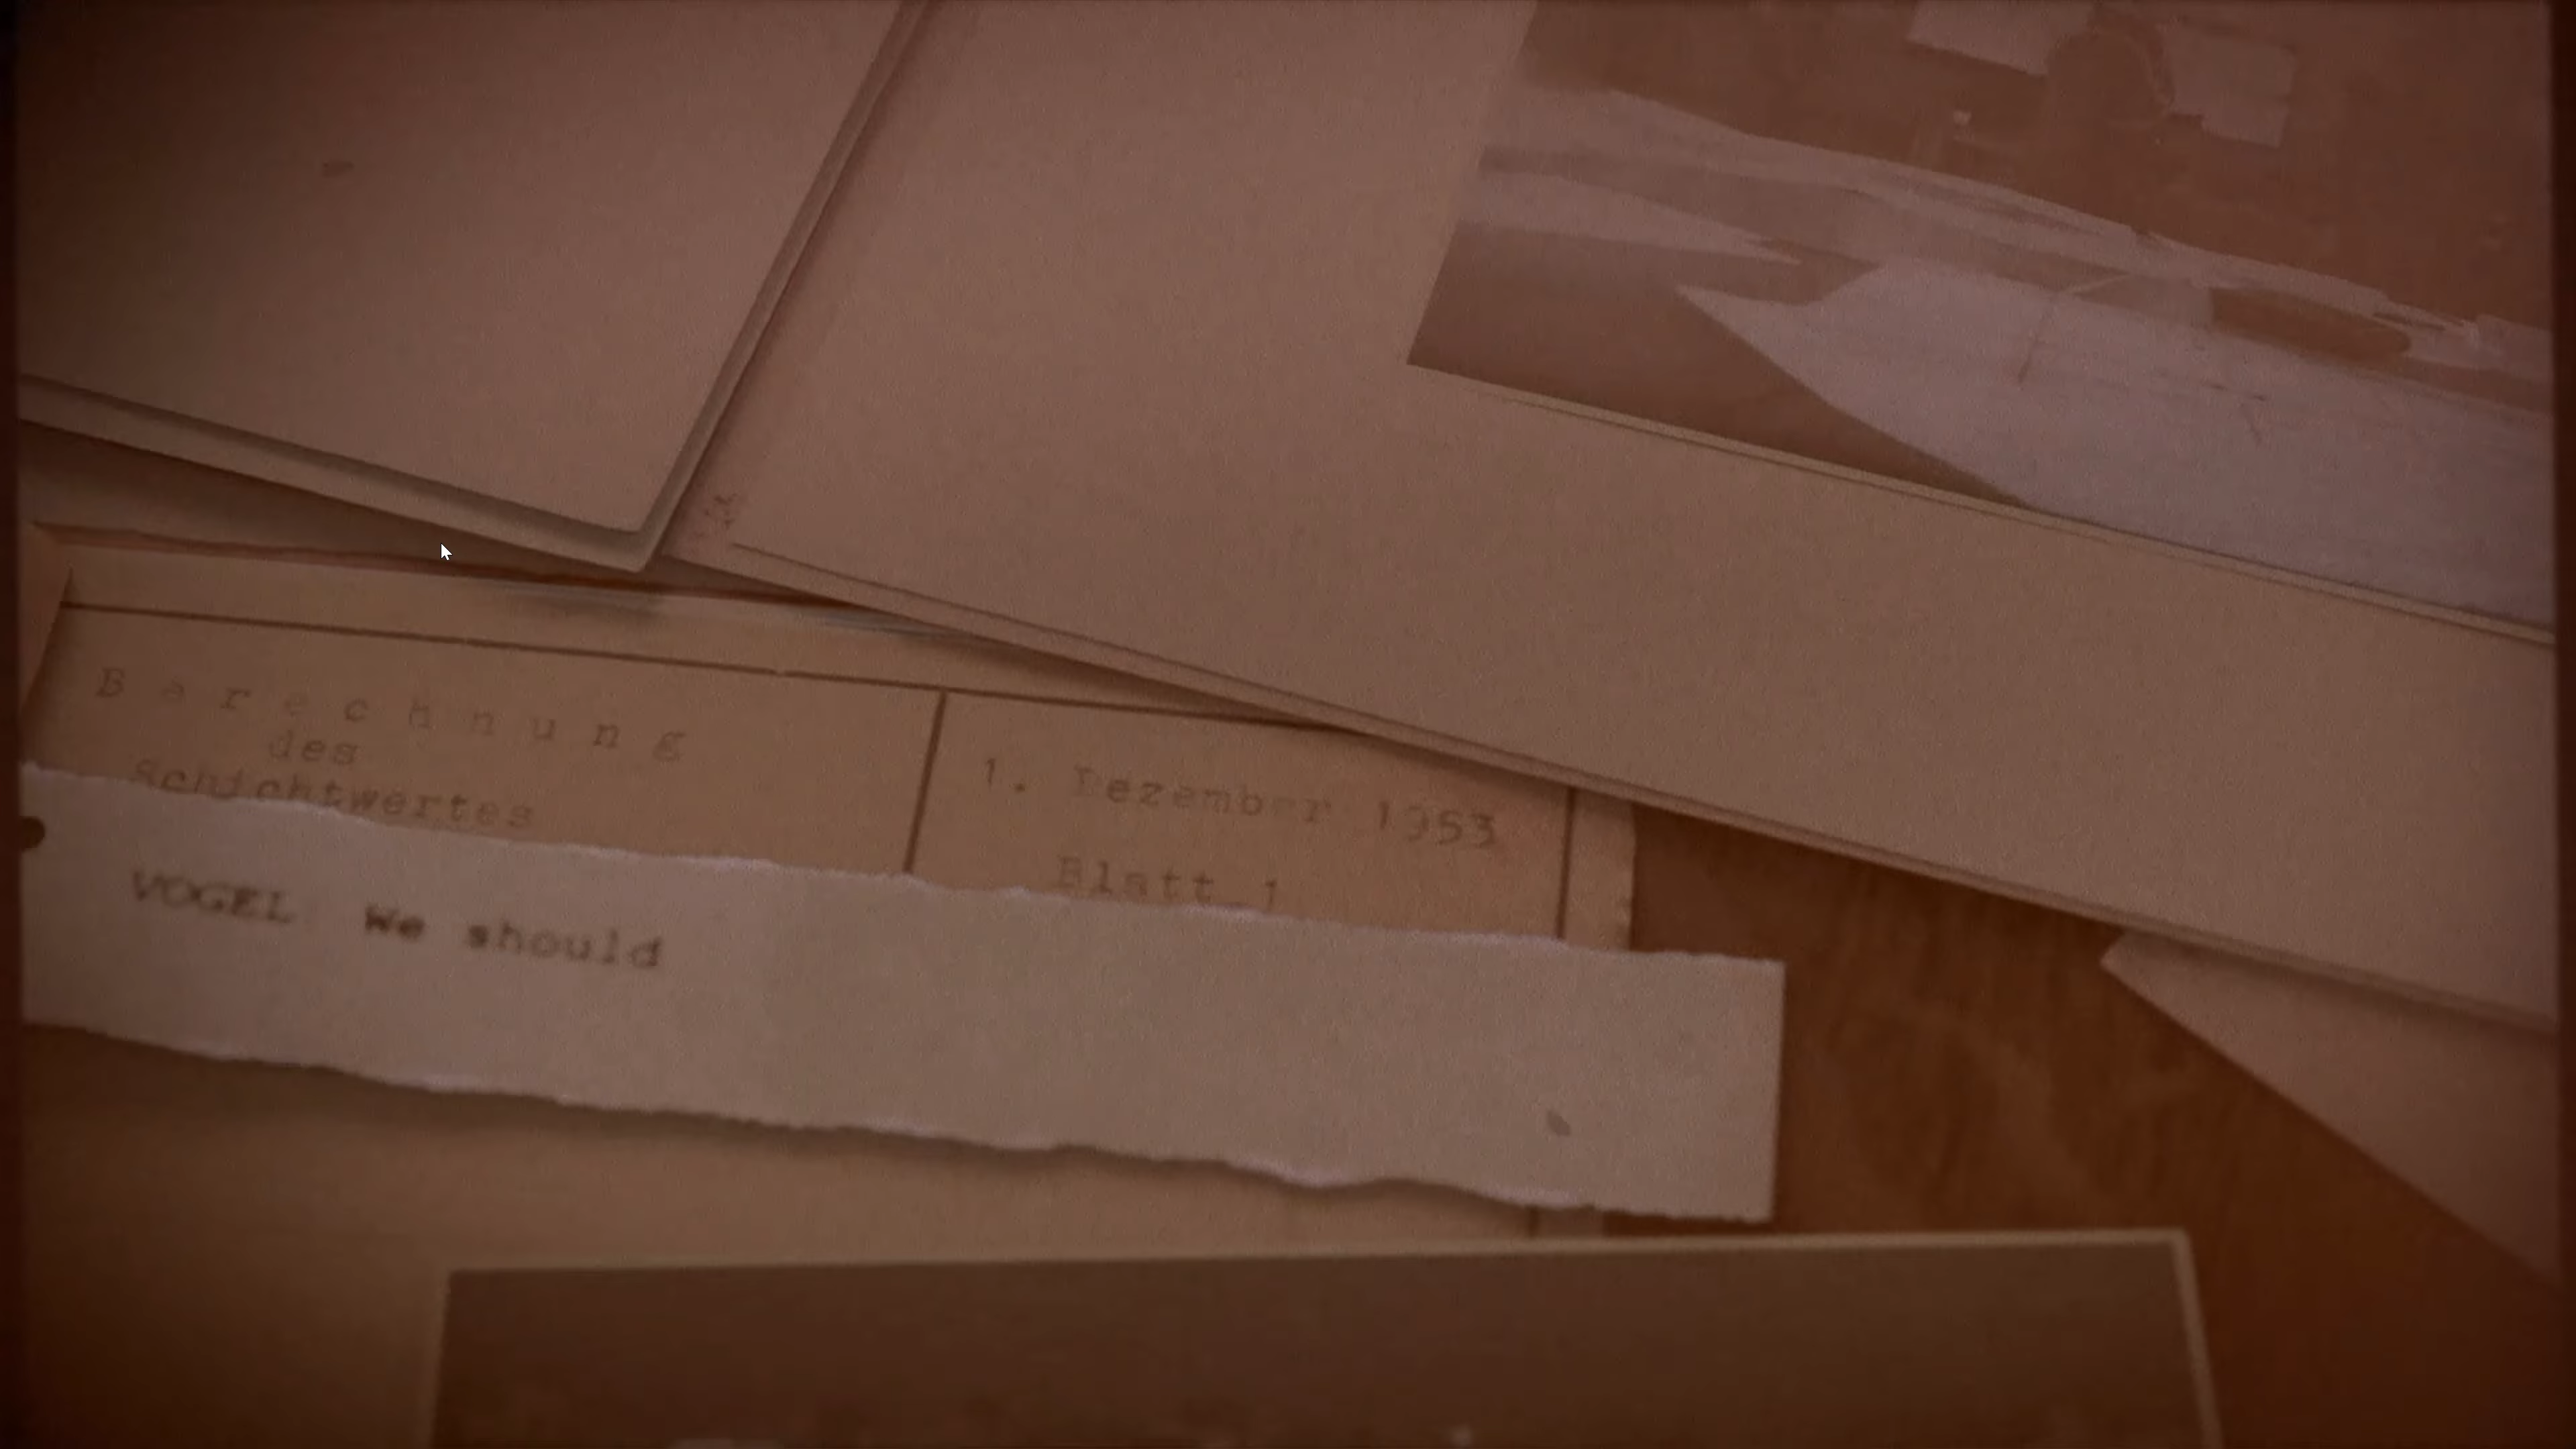 B e r e c h n u n g
des
Schichtwertes
1. Dezember 1953
Blatt 1
VOGEL We should